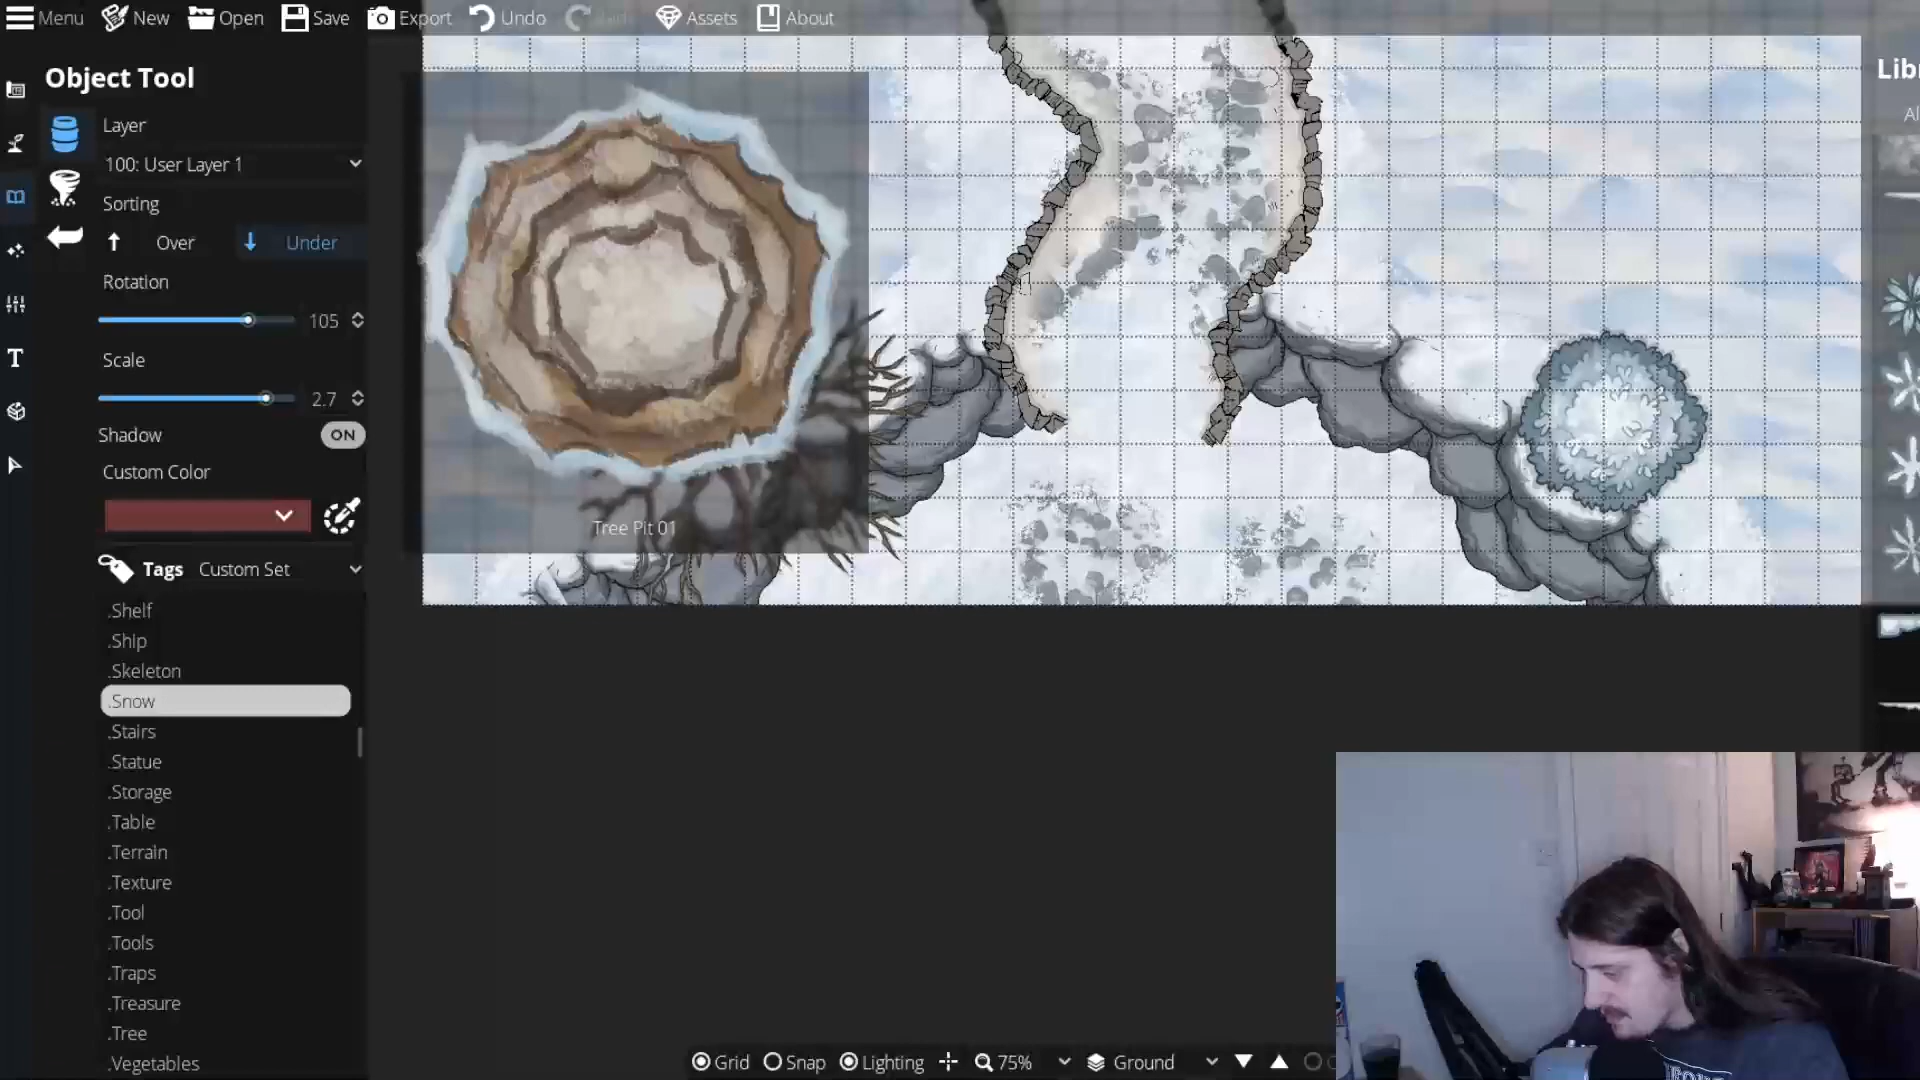 Menu New Open Save Export Undo Assets About
Object Tool
Layer
100: User Layer 1
Sorting
Over Under
Rotation
105
Scale
2.7
Shadow ON
Custom Color
Tags Custom Set
.Shelf
.Ship
.Skeleton
.Snow
.Stairs
.Statue
.Storage
.Table
.Terrain
.Texture
.Tool
.Tools
.Traps
.Treasure
.Tree
.Vegetables
Tree Pit 01
Grid Snap Lighting 75% Ground
Libr
Al